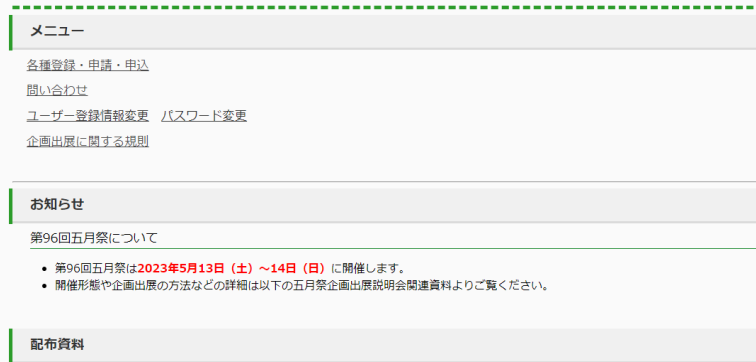 メニュー
各種登録・申請・申込
問い合わせ
ユーザー登録情報変更 パスワード変更
企画出展に関する規則
お知らせ
第96回五月祭について
第96回五月祭は2023年5月13日（土）～14日（日）に開催します。
開催形態や企画出展の方法などの詳細は以下の五月祭企画出展説明会関連資料よりご覧ください。
配布資料